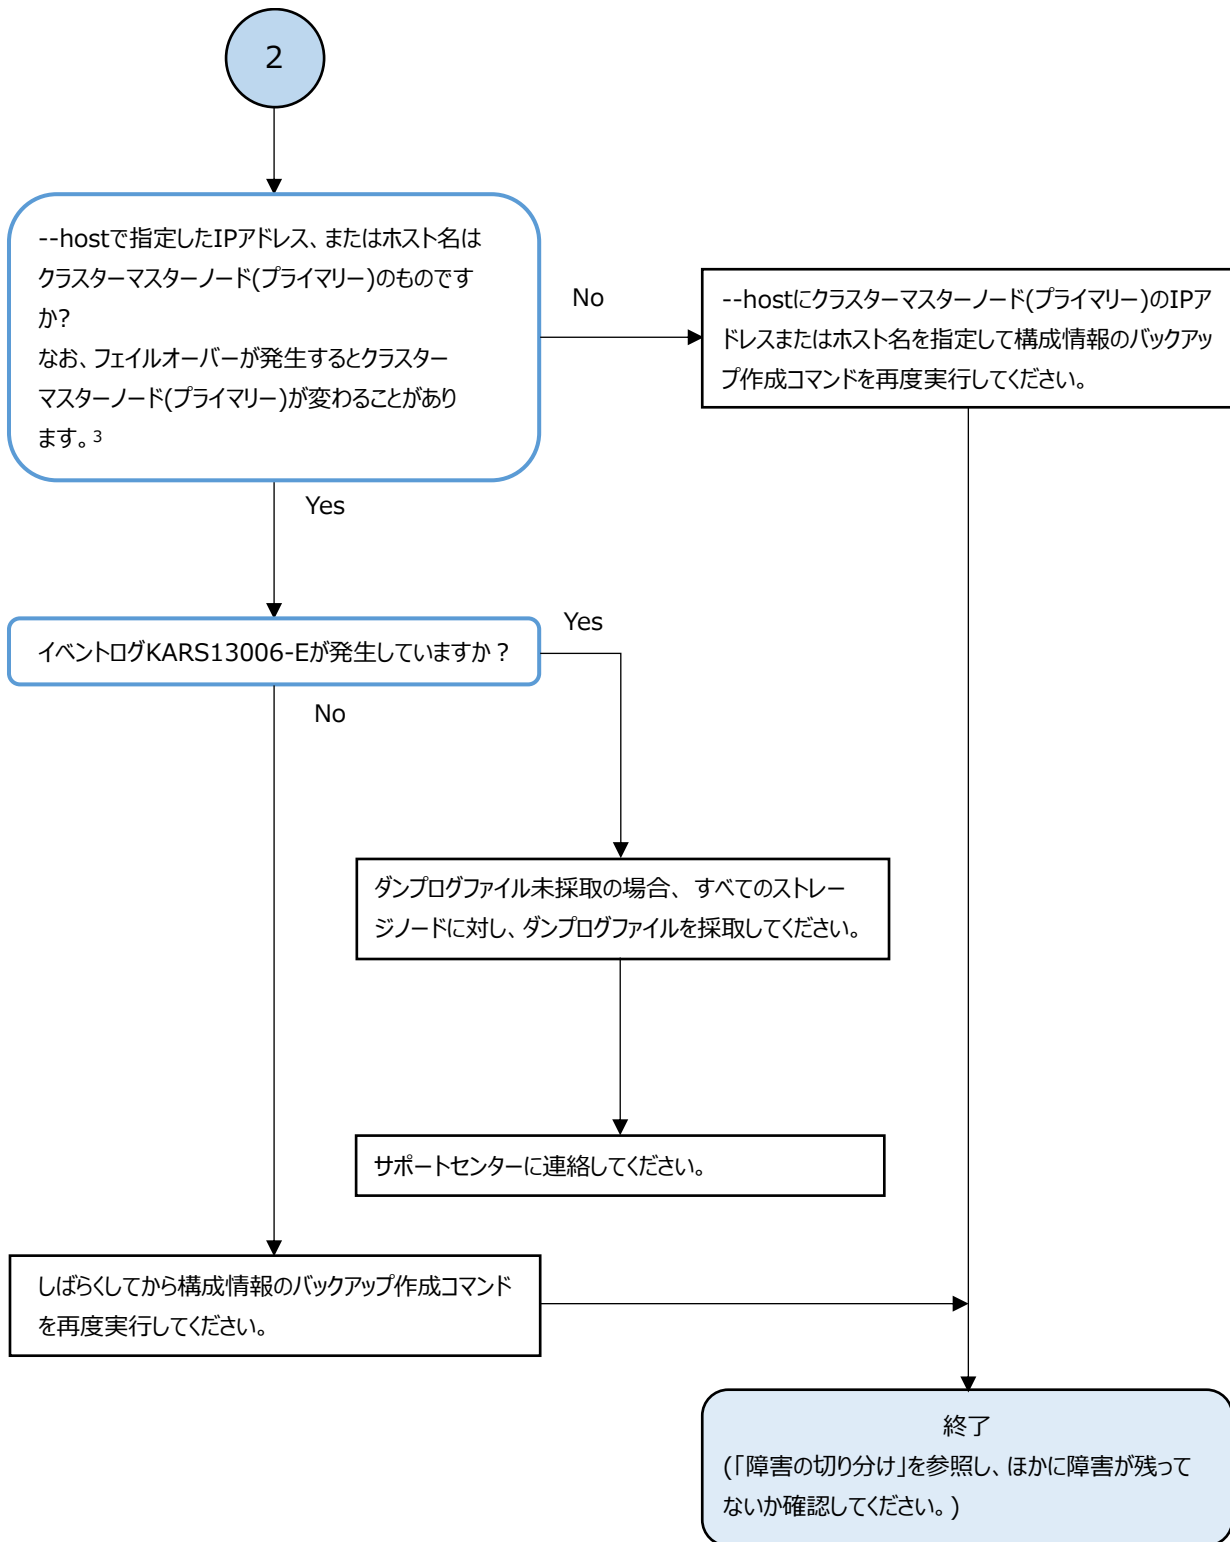 2
--hostで指定したIPアドレス、またはホスト名は
クラスターマスターノード(プライマリー)のものです
か?
なお、フェイルオーバーが発生するとクラスター
マスターノード(プライマリー)が変わることがあり
ます。3
No
--hostにクラスターマスターノード(プライマリー)のIPア
ドレスまたはホスト名を指定して構成情報のバックアッ
プ作成コマンドを再度実行してください。
Yes
イベントログKARS13006-Eが発生していますか？
Yes
No
ダンプログファイル未採取の場合、すべてのストレー
ジノードに対し、ダンプログファイルを採取してください。
サポートセンターに連絡してください。
しばらくしてから構成情報のバックアップ作成コマンド
を再度実行してください。
終了
(「障害の切り分け」を参照し、ほかに障害が残って
ないか確認してください。)